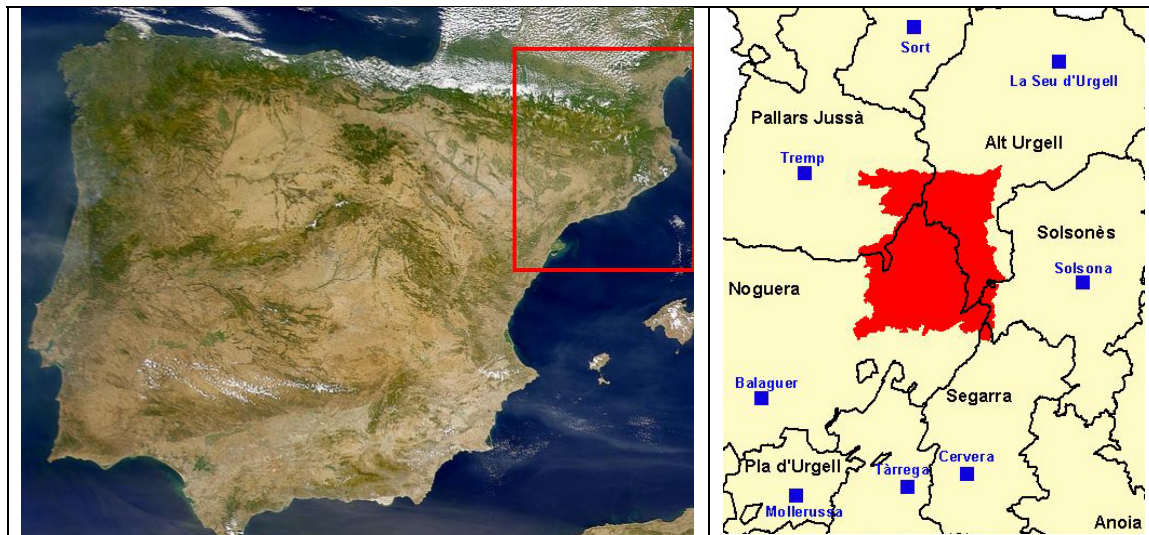 Sort
La Seu d'Urgell
Pallars Jussà
Alt Urgell
Tremp
Solsonès
Solsona
Noguera
Balaguer
Segarra
Pla d'Urgell
Tàrrega
Cervera
Mollerussa
Anoia